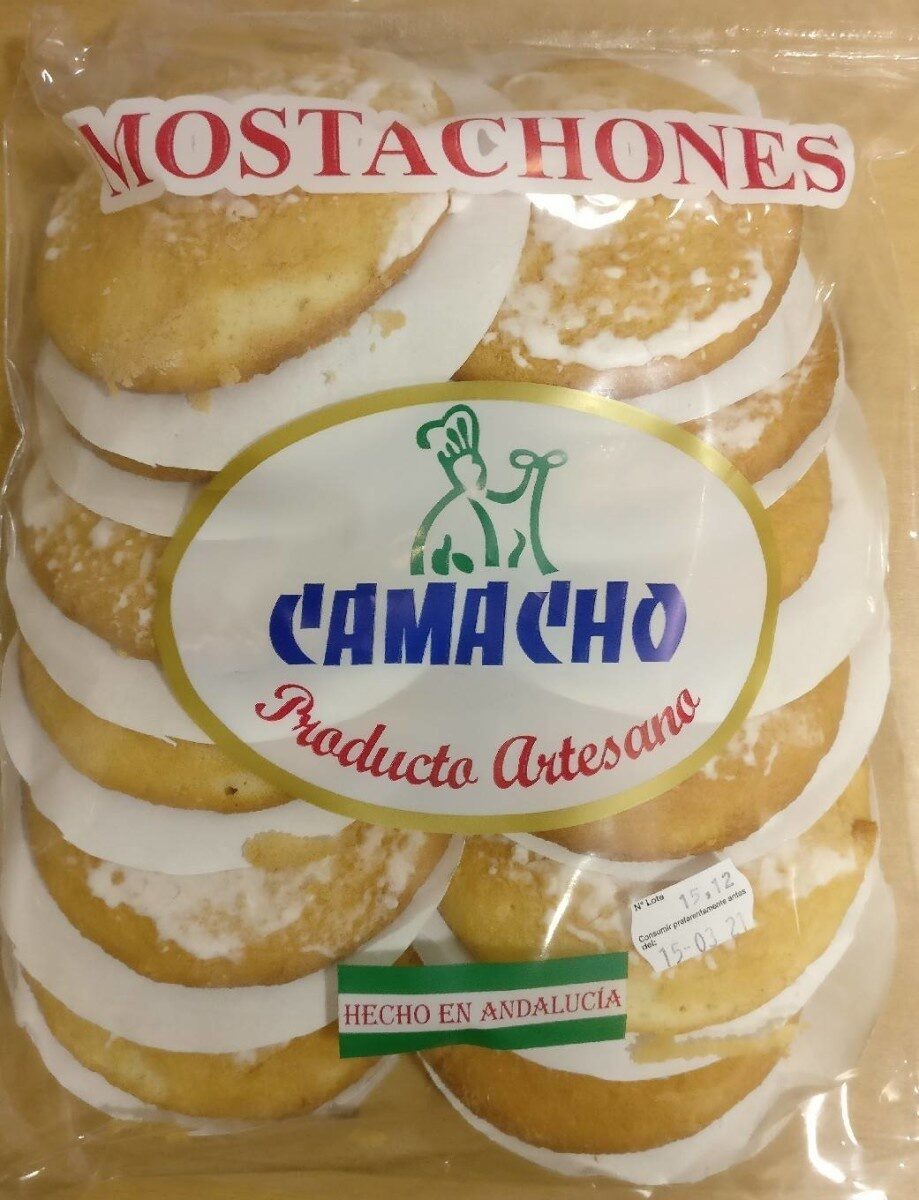 MOSTACHONES
CAMACHO
Producto Artesano
Nº Lote 15,12
Consumir preferentemente antes
del: 15-03 21
HECHO EN ANDALUCÍA